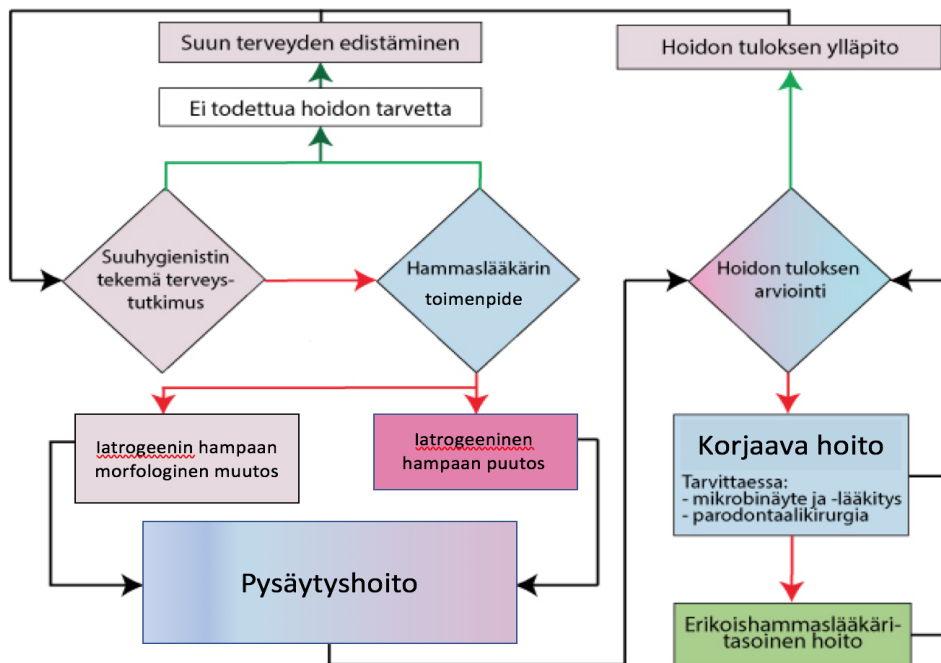 Suun terveyden edistäminen
Hoidon tuloksen ylläpito
Ei todettua hoidon tarvetta
Suuhygienistin
tekemä terveys-
tutkimus
Hammaslääkärin
toimenpide
Hoidon tuloksen
arviointi
Iatrogeenin hampaan
morfologinen muutos
Iatrogeeninen
hampaan puutos
Korjaava hoito
Tarvittaessa:
- mikrobinäyte ja -lääkitys
- parodontaalikirurgia
Pysäytyshoito
Erikoishammaslääkäri-
tasoinen hoito